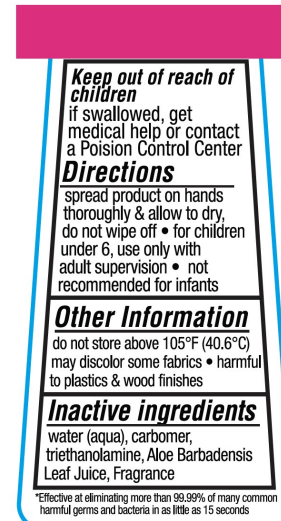 Keep out of reach of
children
if swallowed, get
medical help or contact
a Poision Control Center
Directions
spread product on hands
thoroughly & allow to dry,
do not wipe off • for children
under 6, use only with
adult supervision • not
recommended for infants
Other Information
do not store above 105°F (40.6°C)
may discolor some fabrics • harmful
to plastics & wood finishes
Inactive ingredients
water (aqua), carbomer,
triethanolamine, Aloe Barbadensis
Leaf Juice, Fragrance
*Effective at eliminating more than 99.99% of many common
harmful germs and bacteria in as little as 15 seconds